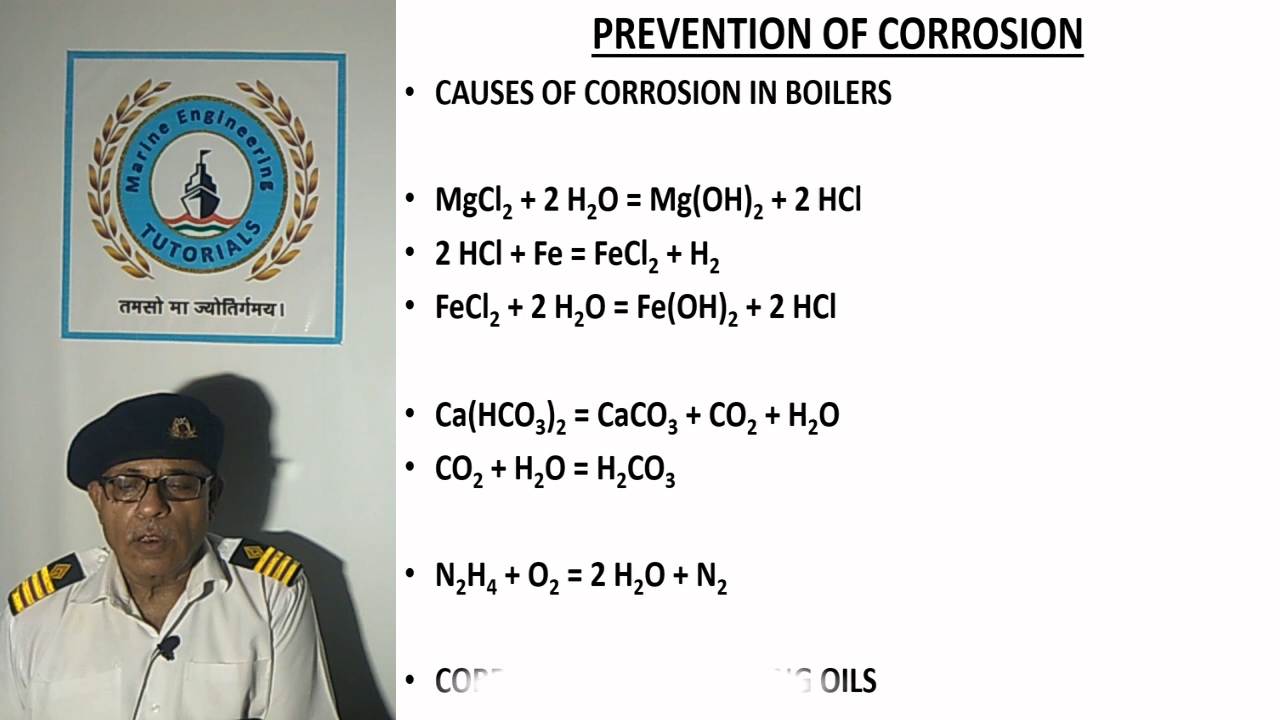 Marine Engineering
TUTORIALS
तमसो मा ज्योतिर्गमय।
PREVENTION OF CORROSION
• CAUSES OF CORROSION IN BOILERS
• MgCl₂ + 2 H₂O = Mg(OH)₂ + 2 HCl
• 2 HCl + Fe = FeCl₂ + H₂
• FeCl₂ + 2 H₂O = Fe(OH)₂ + 2 HCl
• Ca(HCO₃)₂ = CaCO₃ + CO₂ + H₂O
• CO₂ + H₂O = H₂CO₃
• N₂H₄ + O₂ = 2 H₂O + N₂
• OILS